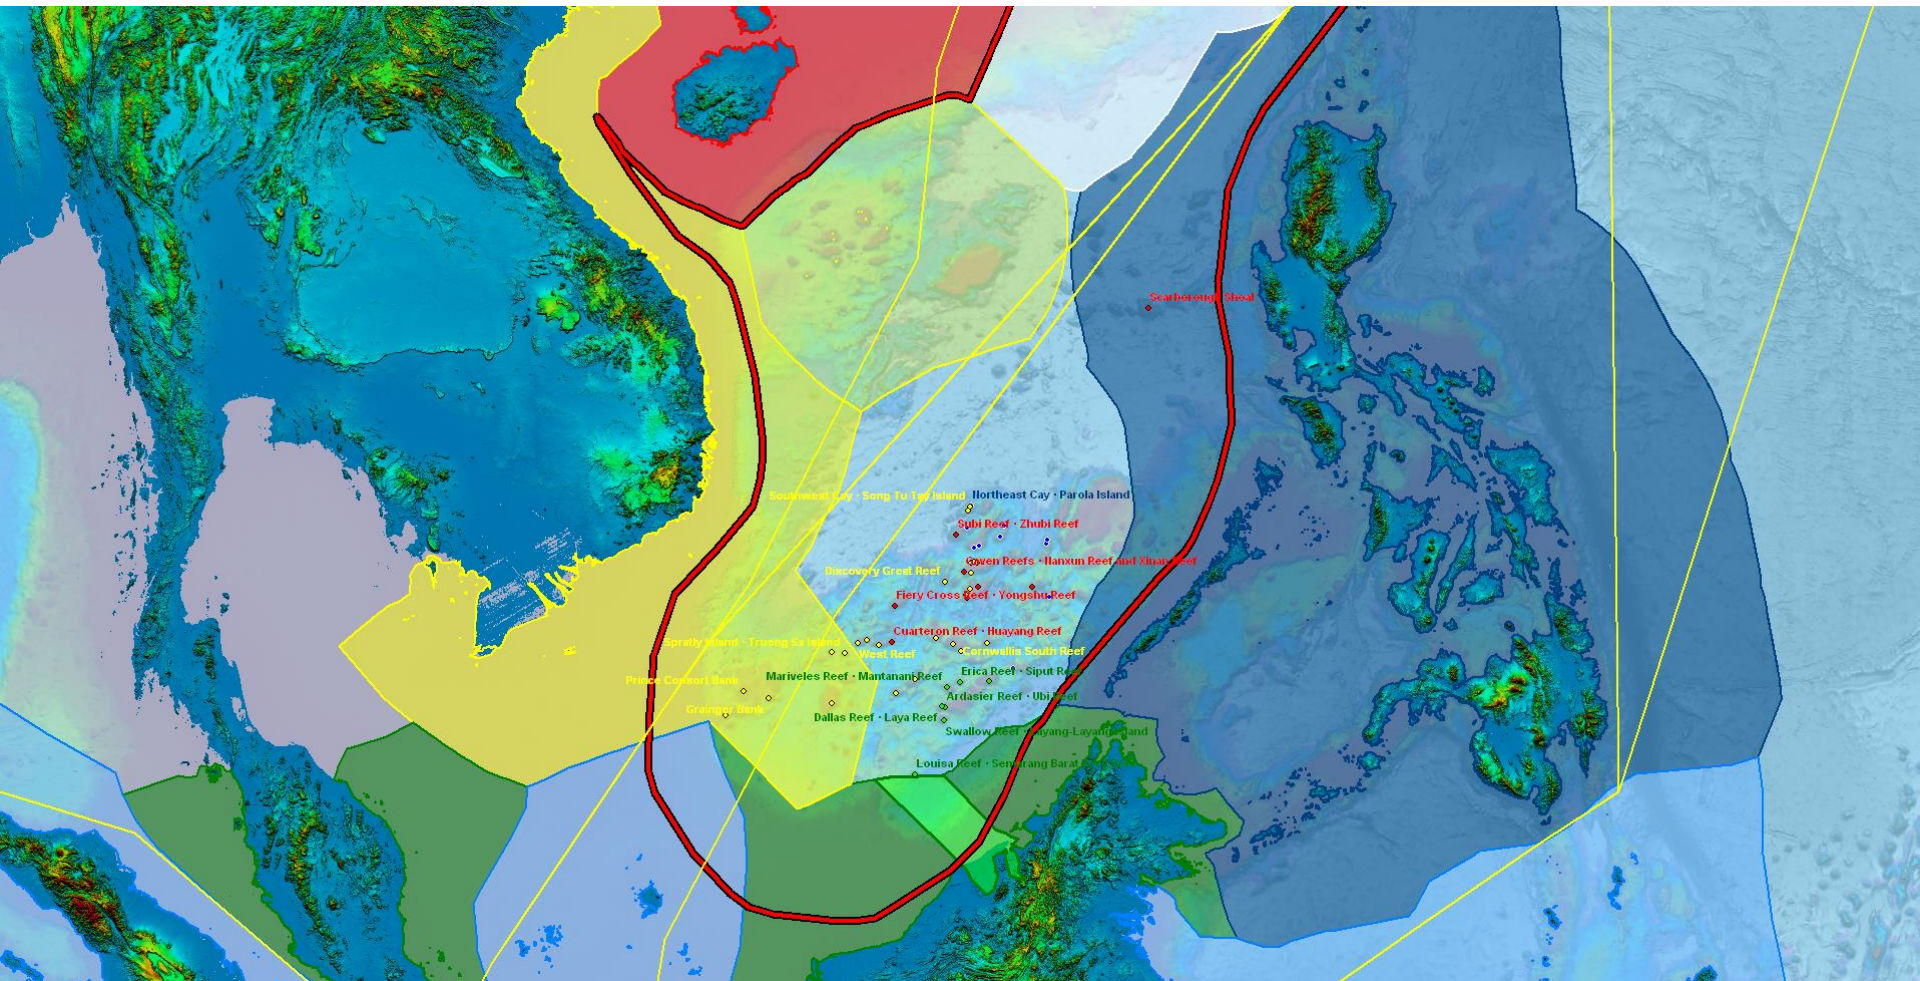 Scarborough Shoal
Southwest Cay · Song Tu Tay Island
Northeast Cay · Parola Island
Subi Reef · Zhubi Reef
Gaven Reefs · Nanxun Reef and Xinan Reef
Discovery Great Reef
Fiery Cross Reef · Yongshu Reef
Cuarteron Reef · Huayang Reef
Spratly Island · Truong Sa Island
West Reef
Cornwallis South Reef
Erica Reef · Siput Reef
Mariveles Reef · Mantanani Reef
Prince Consort Bank
Ardasier Reef · Ubi Reef
Grainger Bank
Dallas Reef · Laya Reef
Swallow Reef · Layang-Layang Island
Louisa Reef · Semarang Barat